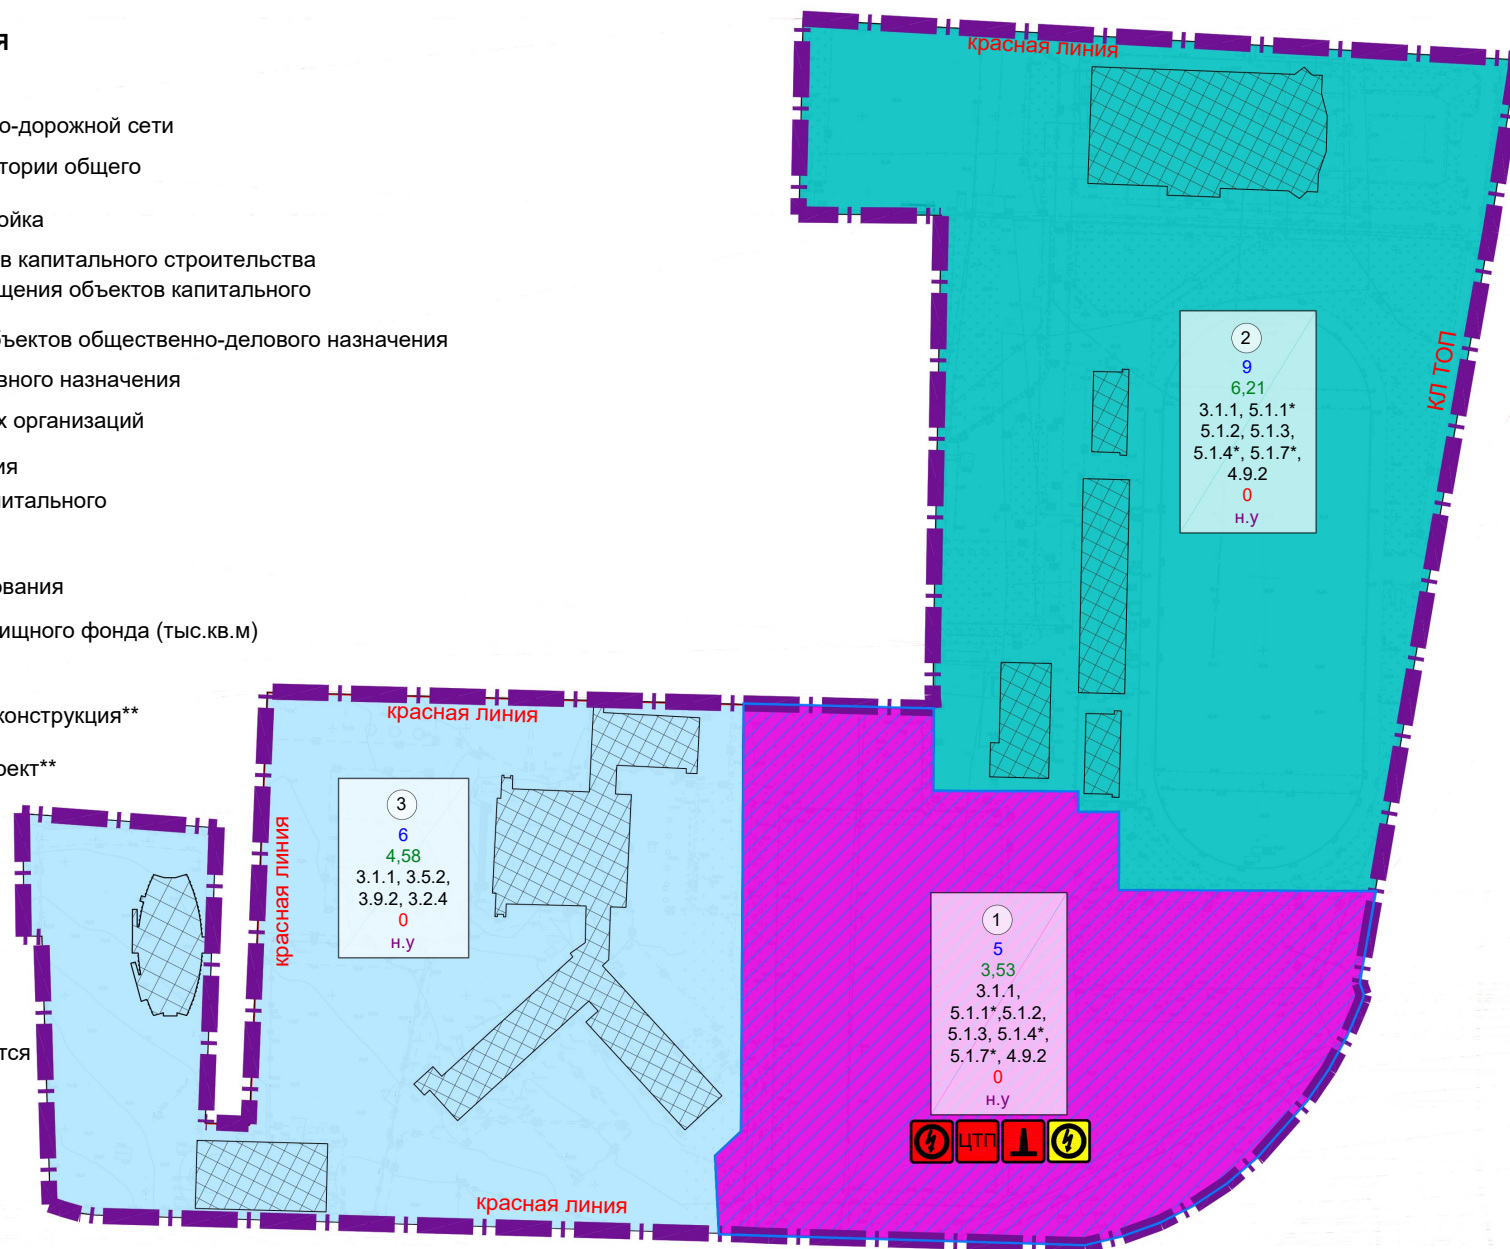 я
о-дорожной сети
тории общего
ойка
в капитального строительства
щения объектов капитального
бъектов общественно-делового назначения
вного назначения
х организаций
ия
питального
ования
ищного фонда (тыс.кв.м)
конструкция**
оект**
тся
красная линия
КЛ ТОП
2
9
6,21
3.1.1, 5.1.1*
5.1.2, 5.1.3,
5.1.4*, 5.1.7*,
4.9.2
0
н.у
красная линия
красная линия
3
6
4,58
3.1.1, 3.5.2,
3.9.2, 3.2.4
0
н.у
1
5
3,53
3.1.1,
5.1.1*,5.1.2,
5.1.3, 5.1.4*,
5.1.7*, 4.9.2
0
н.у
ЦТП
красная линия